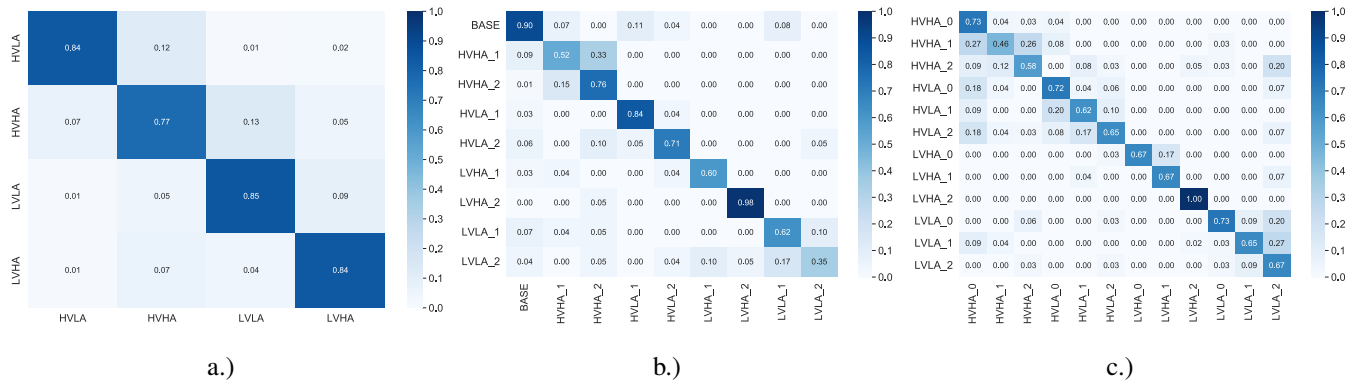 HVLA 0.84 0.12 0.01 0.02
HVHA 0.07 0.77 0.13 0.05
LVLA 0.01 0.05 0.85 0.09
LVHA 0.01 0.07 0.04 0.84
HVLA HVHA LVLA LVHA
1.0
0.9
0.8
0.7
0.6
0.5
0.4
0.3
0.2
0.1
0.0
a.)
BASE 0.90 0.07 0.00 0.11 0.04 0.00 0.00 0.08 0.00
HVHA_1 0.09 0.52 0.33 0.00 0.00 0.00 0.00 0.00 0.00
HVHA_2 0.01 0.15 0.76 0.00 0.00 0.00 0.00 0.00 0.00
HVLA_1 0.03 0.00 0.00 0.84 0.04 0.00 0.00 0.00 0.00
HVLA_2 0.06 0.00 0.10 0.05 0.71 0.00 0.00 0.00 0.05
LVHA_1 0.03 0.04 0.00 0.00 0.04 0.60 0.00 0.00 0.00
LVHA_2 0.00 0.00 0.05 0.00 0.00 0.00 0.98 0.00 0.00
LVLA_1 0.07 0.04 0.05 0.00 0.00 0.00 0.00 0.62 0.10
LVLA_2 0.04 0.00 0.05 0.00 0.04 0.10 0.05 0.17 0.35
BASE HVHA_1 HVHA_2 HVLA_1 HVLA_2 LVHA_1 LVHA_2 LVLA_1 LVLA_2
1.0
0.9
0.8
0.7
0.6
0.5
0.4
0.3
0.2
0.1
0.0
b.)
HVHA_0 0.73 0.04 0.03 0.04 0.00 0.00 0.00 0.00 0.00 0.00 0.00 0.00
HVHA_1 0.27 0.46 0.26 0.08 0.00 0.00 0.00 0.00 0.00 0.03 0.00 0.00
HVHA_2 0.09 0.12 0.58 0.00 0.08 0.03 0.00 0.00 0.05 0.03 0.00 0.20
HVLA_0 0.18 0.04 0.00 0.72 0.04 0.06 0.00 0.00 0.00 0.00 0.00 0.07
HVLA_1 0.09 0.00 0.00 0.20 0.62 0.10 0.00 0.00 0.00 0.00 0.00 0.00
HVLA_2 0.18 0.04 0.03 0.08 0.17 0.65 0.00 0.00 0.00 0.00 0.00 0.07
LVHA_0 0.00 0.00 0.00 0.00 0.00 0.03 0.67 0.17 0.00 0.00 0.00 0.00
LVHA_1 0.00 0.00 0.00 0.00 0.04 0.00 0.00 0.67 0.00 0.00 0.00 0.07
LVHA_2 0.00 0.00 0.00 0.00 0.00 0.00 0.00 0.00 1.00 0.00 0.00 0.00
LVLA_0 0.00 0.00 0.06 0.00 0.00 0.03 0.00 0.00 0.00 0.73 0.09 0.20
LVLA_1 0.09 0.04 0.00 0.00 0.00 0.00 0.00 0.00 0.02 0.03 0.65 0.27
LVLA_2 0.00 0.00 0.03 0.00 0.00 0.03 0.00 0.00 0.00 0.03 0.09 0.67
HVHA_0 HVHA_1 HVHA_2 HVLA_0 HVLA_1 HVLA_2 LVHA_0 LVHA_1 LVHA_2 LVLA_0 LVLA_1 LVLA_2
1.0
0.9
0.8
0.7
0.6
0.5
0.4
0.3
0.2
0.1
0.0
c.)